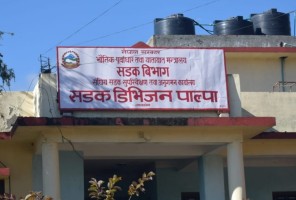 नेपाल सरकार
भौतिक पूर्वाधार तथा यातायात मन्त्रालय
सडक विभाग
सडक डिभिजन पाल्पा